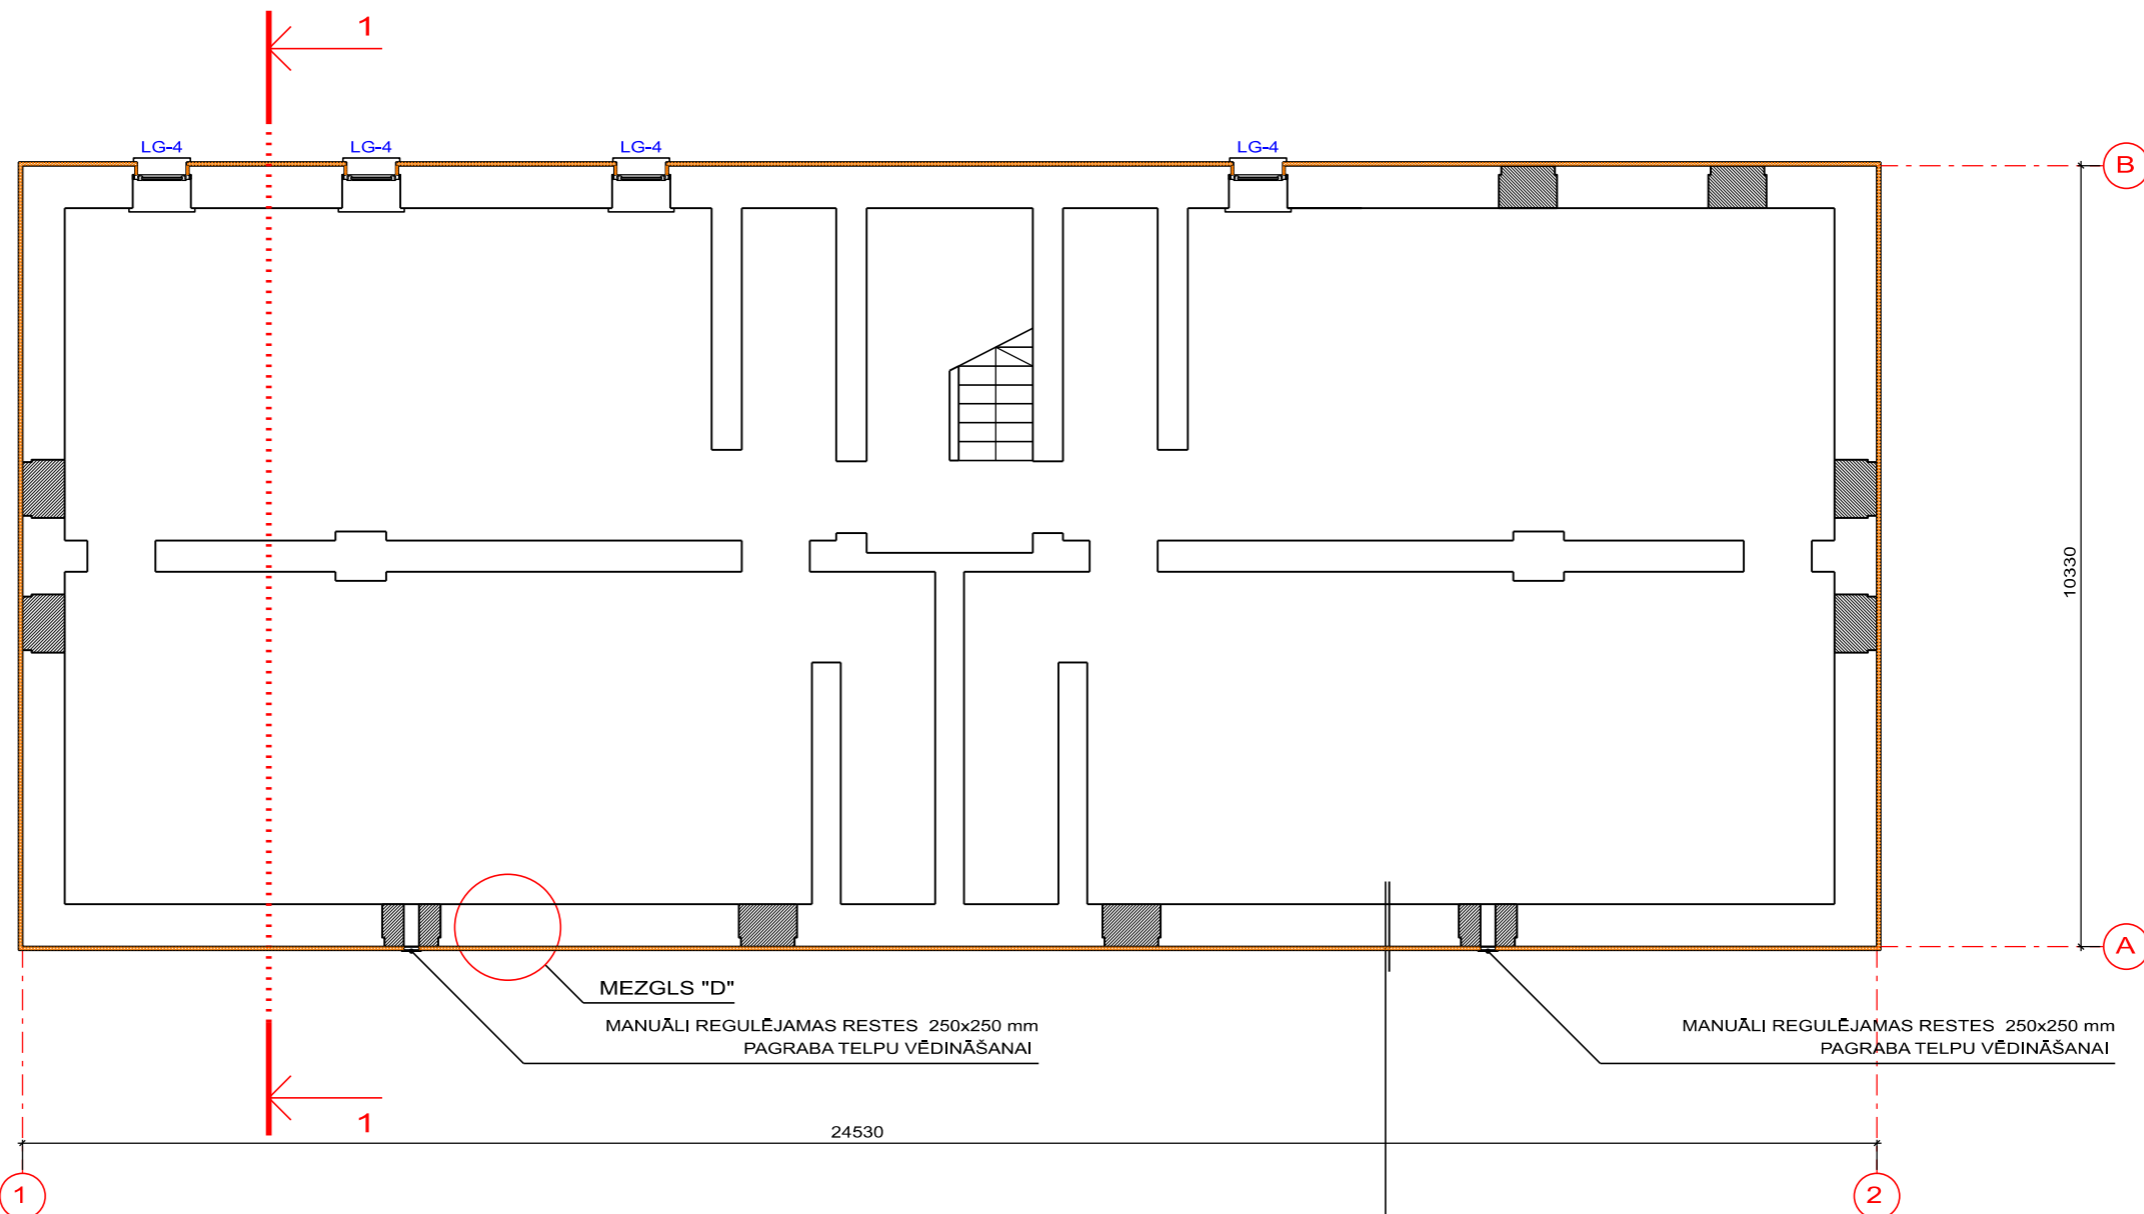 1
LG-4 LG-4 LG-4 LG-4
B
10330
A
MEZGLS "D"
MANUĀLI REGULĒJAMAS RESTES 250x250 mm
PAGRABA TELPU VĒDINĀŠANAI
MANUĀLI REGULĒJAMAS RESTES 250x250 mm
PAGRABA TELPU VĒDINĀŠANAI
1
24530
1 2